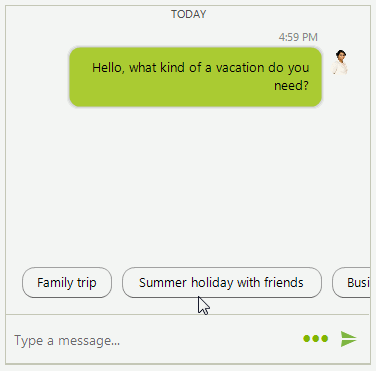 TODAY
4:59 PM
Hello, what kind of a vacation do you
need?
Family trip
Summer holiday with friends
Busi
Type a message...